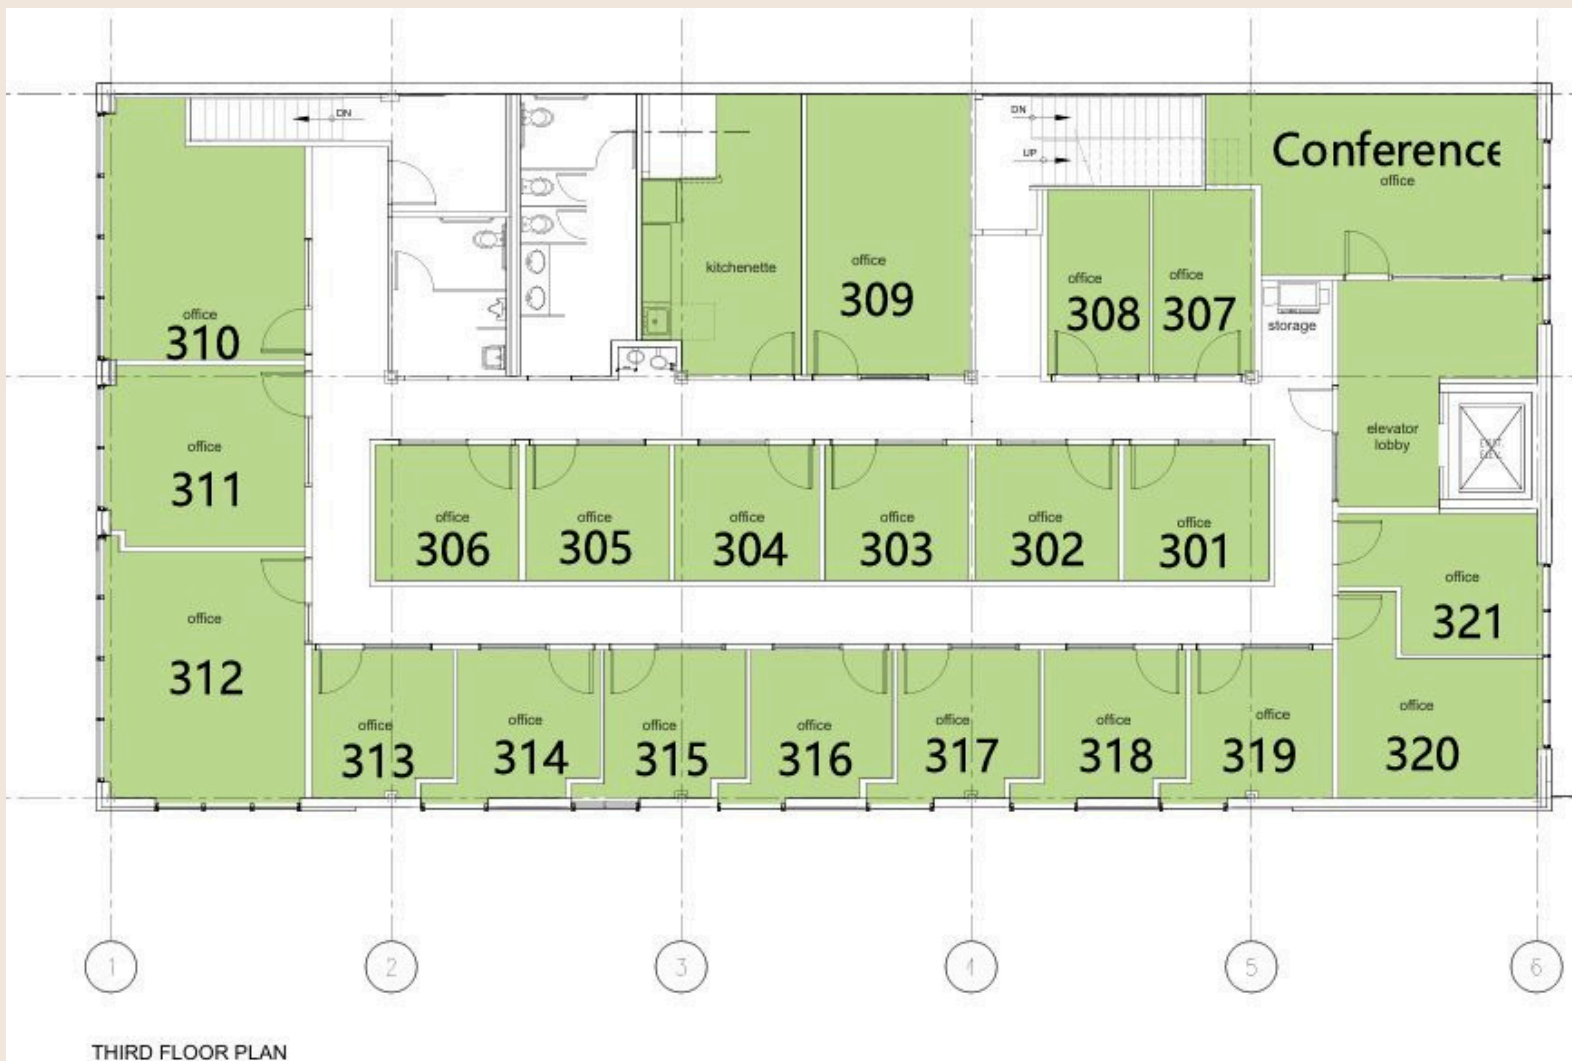 DN
DN
UP
Conference
office
kitchenette
office
309
office
308
office
307
office
310
storage
elevator
lobby
office
311
office
306
office
305
office
304
office
303
office
302
office
301
office
312
office
321
office
313
office
314
office
315
office
316
office
317
office
318
office
319
office
320
1
2
3
4
5
6
THIRD FLOOR PLAN